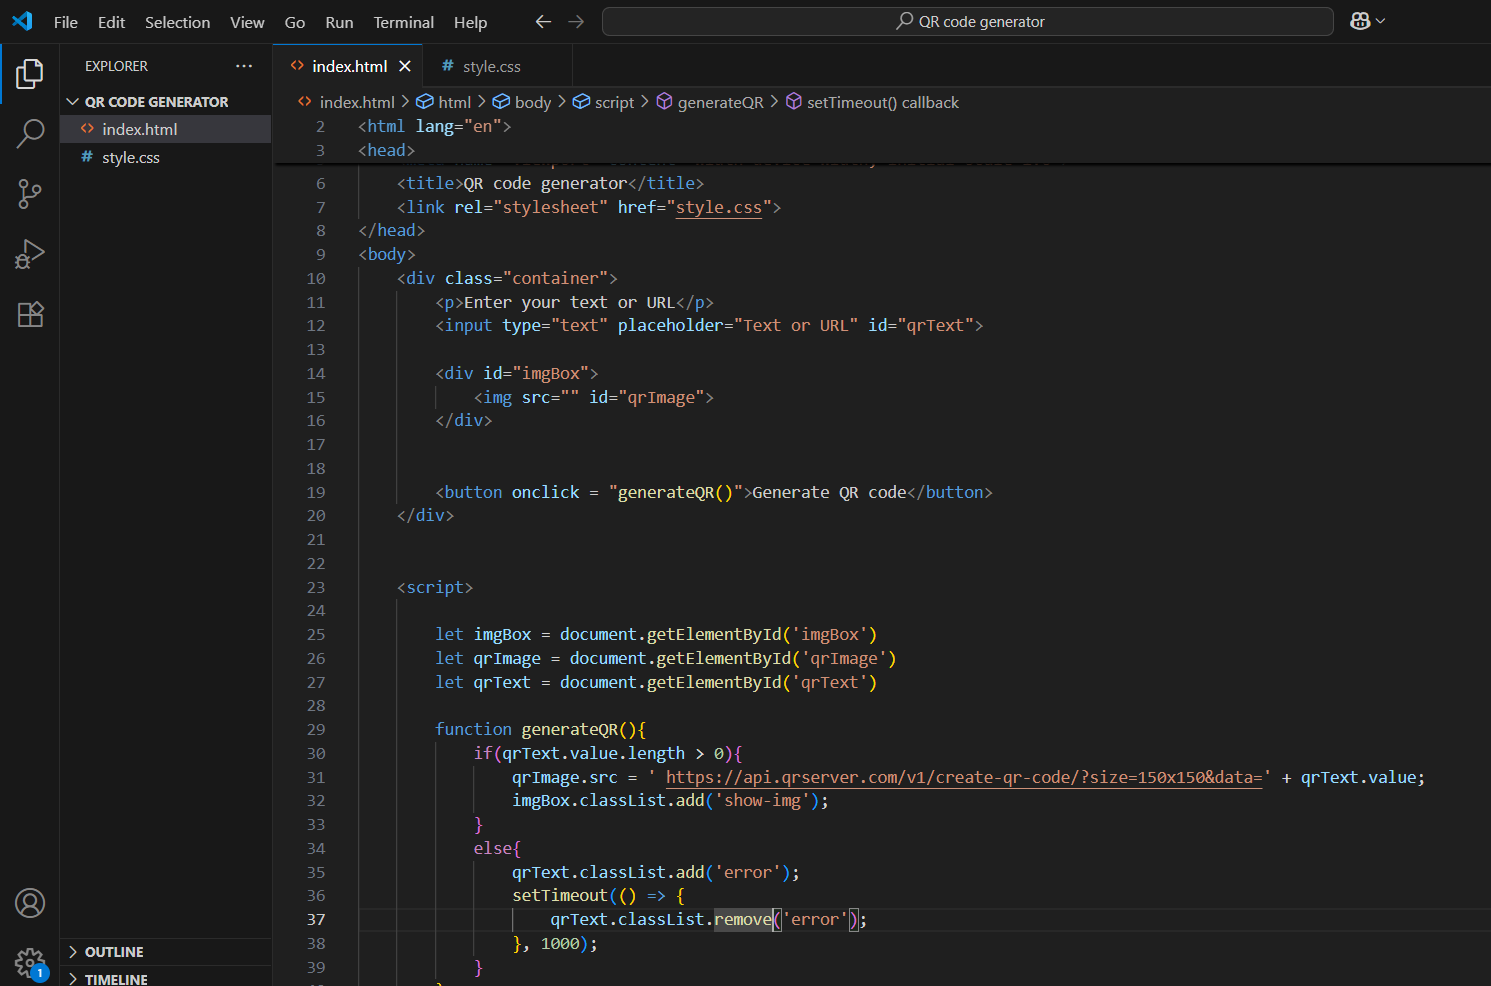 File Edit Selection View Go Run Terminal Help
QR code generator
EXPLORER
QR CODE GENERATOR
index.html
style.css
OUTLINE
TIMELINE
1
index.html
style.css
index.html > html > body > script > generateQR > setTimeout() callback
2 <html lang="en">
3 <head>
6 <title>QR code generator</title>
7 <link rel="stylesheet" href="style.css">
8 </head>
9 <body>
10 <div class="container">
11 <p>Enter your text or URL</p>
12 <input type="text" placeholder="Text or URL" id="qrText">
13
14 <div id="imgBox">
15 <img src="" id="qrImage">
16 </div>
17
18
19 <button onclick = "generateQR()">Generate QR code</button>
20 </div>
21
22
23 <script>
24
25 let imgBox = document.getElementById('imgBox')
26 let qrImage = document.getElementById('qrImage')
27 let qrText = document.getElementById('qrText')
28
29 function generateQR(){
30 if(qrText.value.length > 0){
31 qrImage.src = ' https://api.qrserver.com/v1/create-qr-code/?size=150x150&data=' + qrText.value;
32 imgBox.classList.add('show-img');
33 }
34 else{
35 qrText.classList.add('error');
36 setTimeout(() => {
37 qrText.classList.remove('error');
38 }, 1000);
39 }